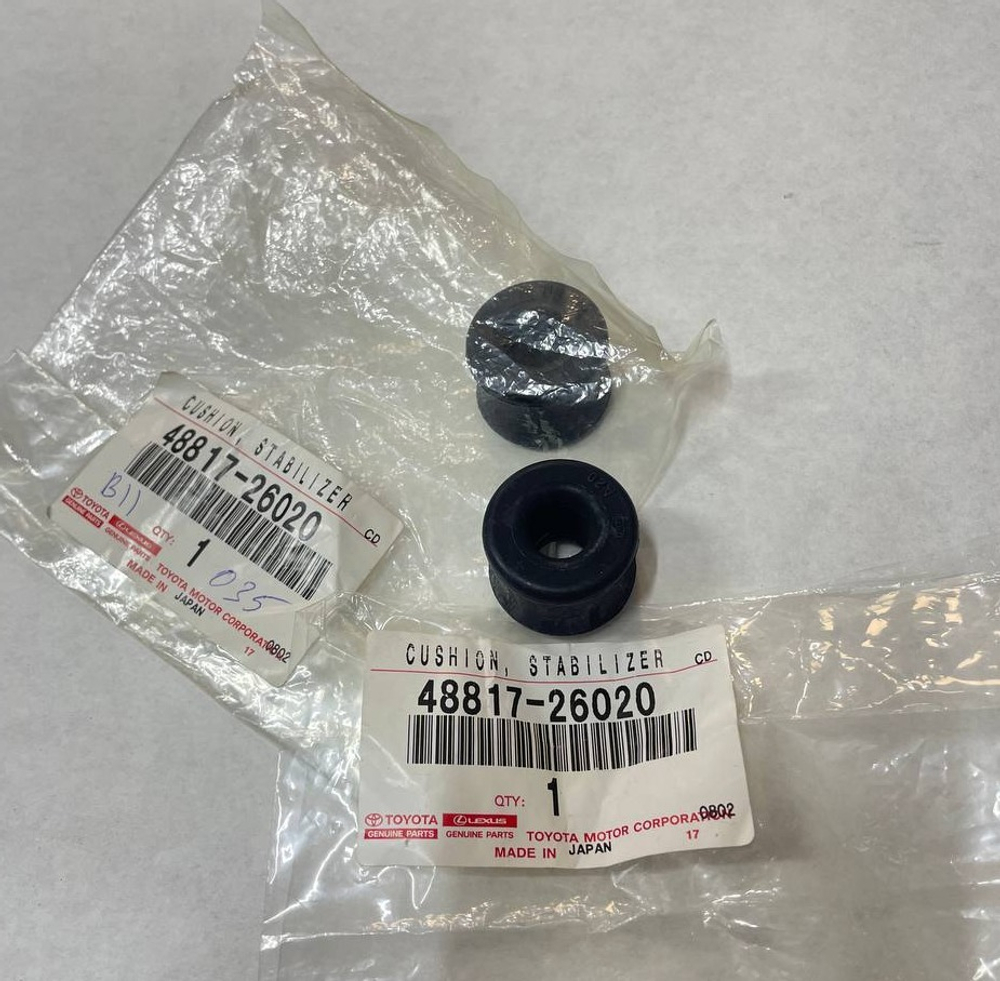 CUSHION, STABILIZER CD
48817-26020
B11
QTY: 1
035
TOYOTA
GENUINE PARTS
GENUINE PARTS
TOYOTA MOTOR CORPORATION
17
0802
MADE IN JAPAN
CUSHION, STABILIZER CD
48817-26020
QTY: 1
TOYOTA LEXUS
GENUINE PARTS GENUINE PARTS
TOYOTA MOTOR CORPORATION
0802
17
MADE IN JAPAN